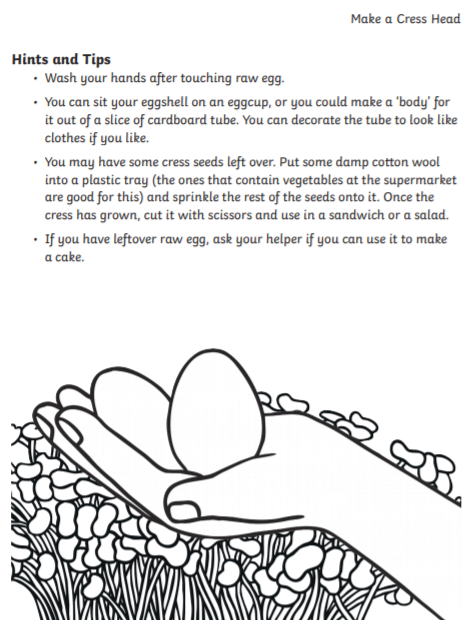 Make a Cress Head
Hints and Tips
• Wash your hands after touching raw egg.
• You can sit your eggshell on an eggcup, or you could make a ‘body’ for
it out of a slice of cardboard tube. You can decorate the tube to look like
clothes if you like.
• You may have some cress seeds left over. Put some damp cotton wool
into a plastic tray (the ones that contain vegetables at the supermarket
are good for this) and sprinkle the rest of the seeds onto it. Once the
cress has grown, cut it with scissors and use in a sandwich or a salad.
• If you have leftover raw egg, ask your helper if you can use it to make
a cake.